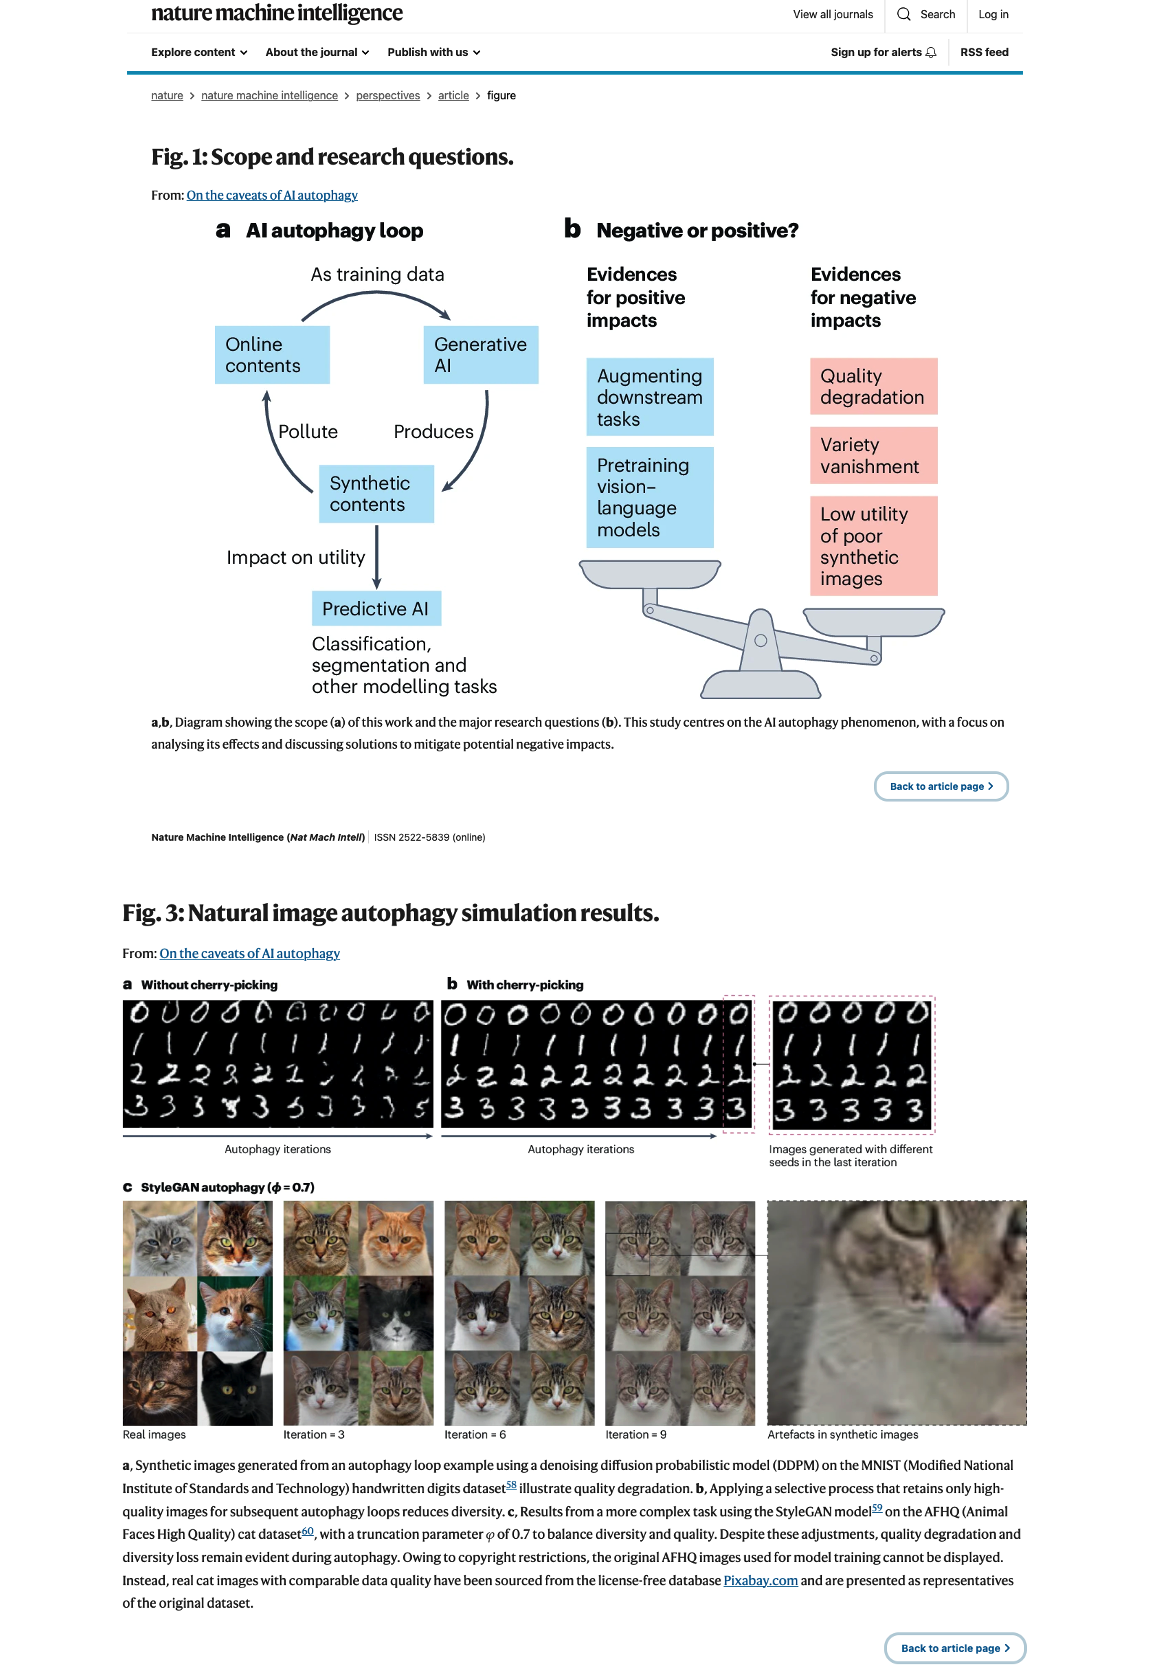 nature machine intelligence
View all journals
Search
Log in
Explore content
About the journal
Publish with us
Sign up for alerts
RSS feed
nature > nature machine intelligence > perspectives > article > figure
Fig. 1: Scope and research questions.
From: On the caveats of AI autophagy
a AI autophagy loop
As training data
Online
contents
Generative
AI
Pollute
Produces
Synthetic
contents
Impact on utility
Predictive AI
Classification,
segmentation and
other modelling tasks
b Negative or positive?
Evidences
for positive
impacts
Augmenting
downstream
tasks
Pretraining
vision–
language
models
Evidences
for negative
impacts
Quality
degradation
Variety
vanishment
Low utility
of poor
synthetic
images
a,b, Diagram showing the scope (a) of this work and the major research questions (b). This study centres on the AI autophagy phenomenon, with a focus on
analysing its effects and discussing solutions to mitigate potential negative impacts.
Back to article page >
Nature Machine Intelligence (Nat Mach Intell) | ISSN 2522-5839 (online)
Fig. 3: Natural image autophagy simulation results.
From: On the caveats of AI autophagy
a Without cherry-picking
b With cherry-picking
Autophagy iterations
Autophagy iterations
Images generated with different
seeds in the last iteration
c StyleGAN autophagy (ϕ = 0.7)
Real images
Iteration = 3
Iteration = 6
Iteration = 9
Artefacts in synthetic images
a, Synthetic images generated from an autophagy loop example using a denoising diffusion probabilistic model (DDPM) on the MNIST (Modified National
Institute of Standards and Technology) handwritten digits dataset58 illustrate quality degradation. b, Applying a selective process that retains only high-
quality images for subsequent autophagy loops reduces diversity. c, Results from a more complex task using the StyleGAN model59 on the AFHQ (Animal
Faces High Quality) cat dataset60, with a truncation parameter φ of 0.7 to balance diversity and quality. Despite these adjustments, quality degradation and
diversity loss remain evident during autophagy. Owing to copyright restrictions, the original AFHQ images used for model training cannot be displayed.
Instead, real cat images with comparable data quality have been sourced from the license-free database Pixabay.com and are presented as representatives
of the original dataset.
Back to article page >